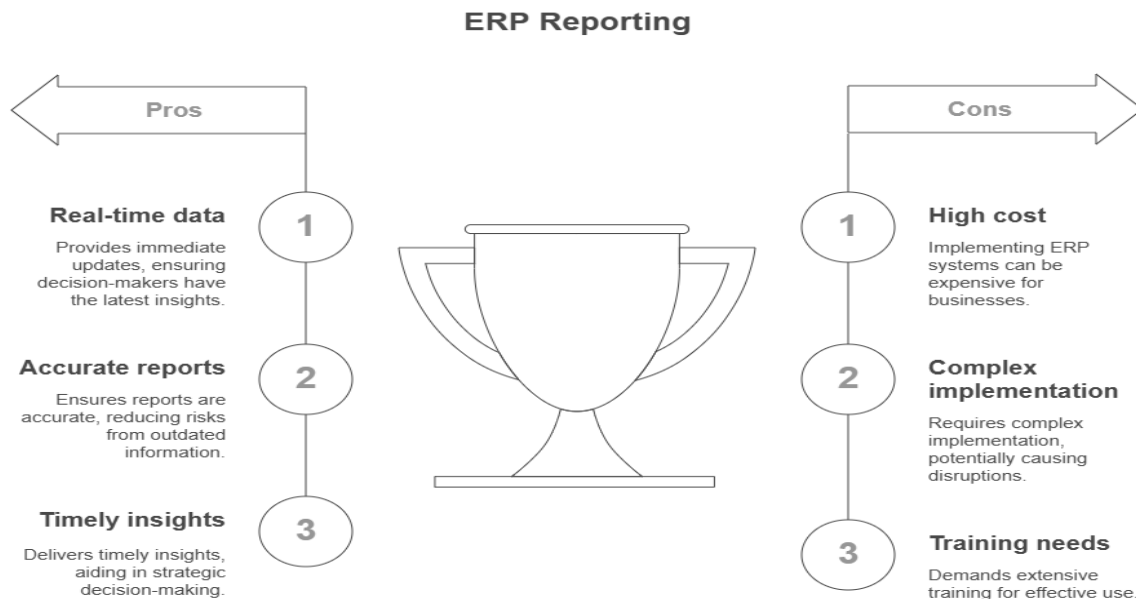 ERP Reporting
Pros
1
Real-time data
Provides immediate
updates, ensuring
decision-makers have
the latest insights.
2
Accurate reports
Ensures reports are
accurate, reducing risks
from outdated
information.
3
Timely insights
Delivers timely insights,
aiding in strategic
decision-making.
Cons
1
High cost
Implementing ERP
systems can be
expensive for
businesses.
2
Complex
implementation
Requires complex
implementation,
potentially causing
disruptions.
3
Training needs
Demands extensive
training for effective use.